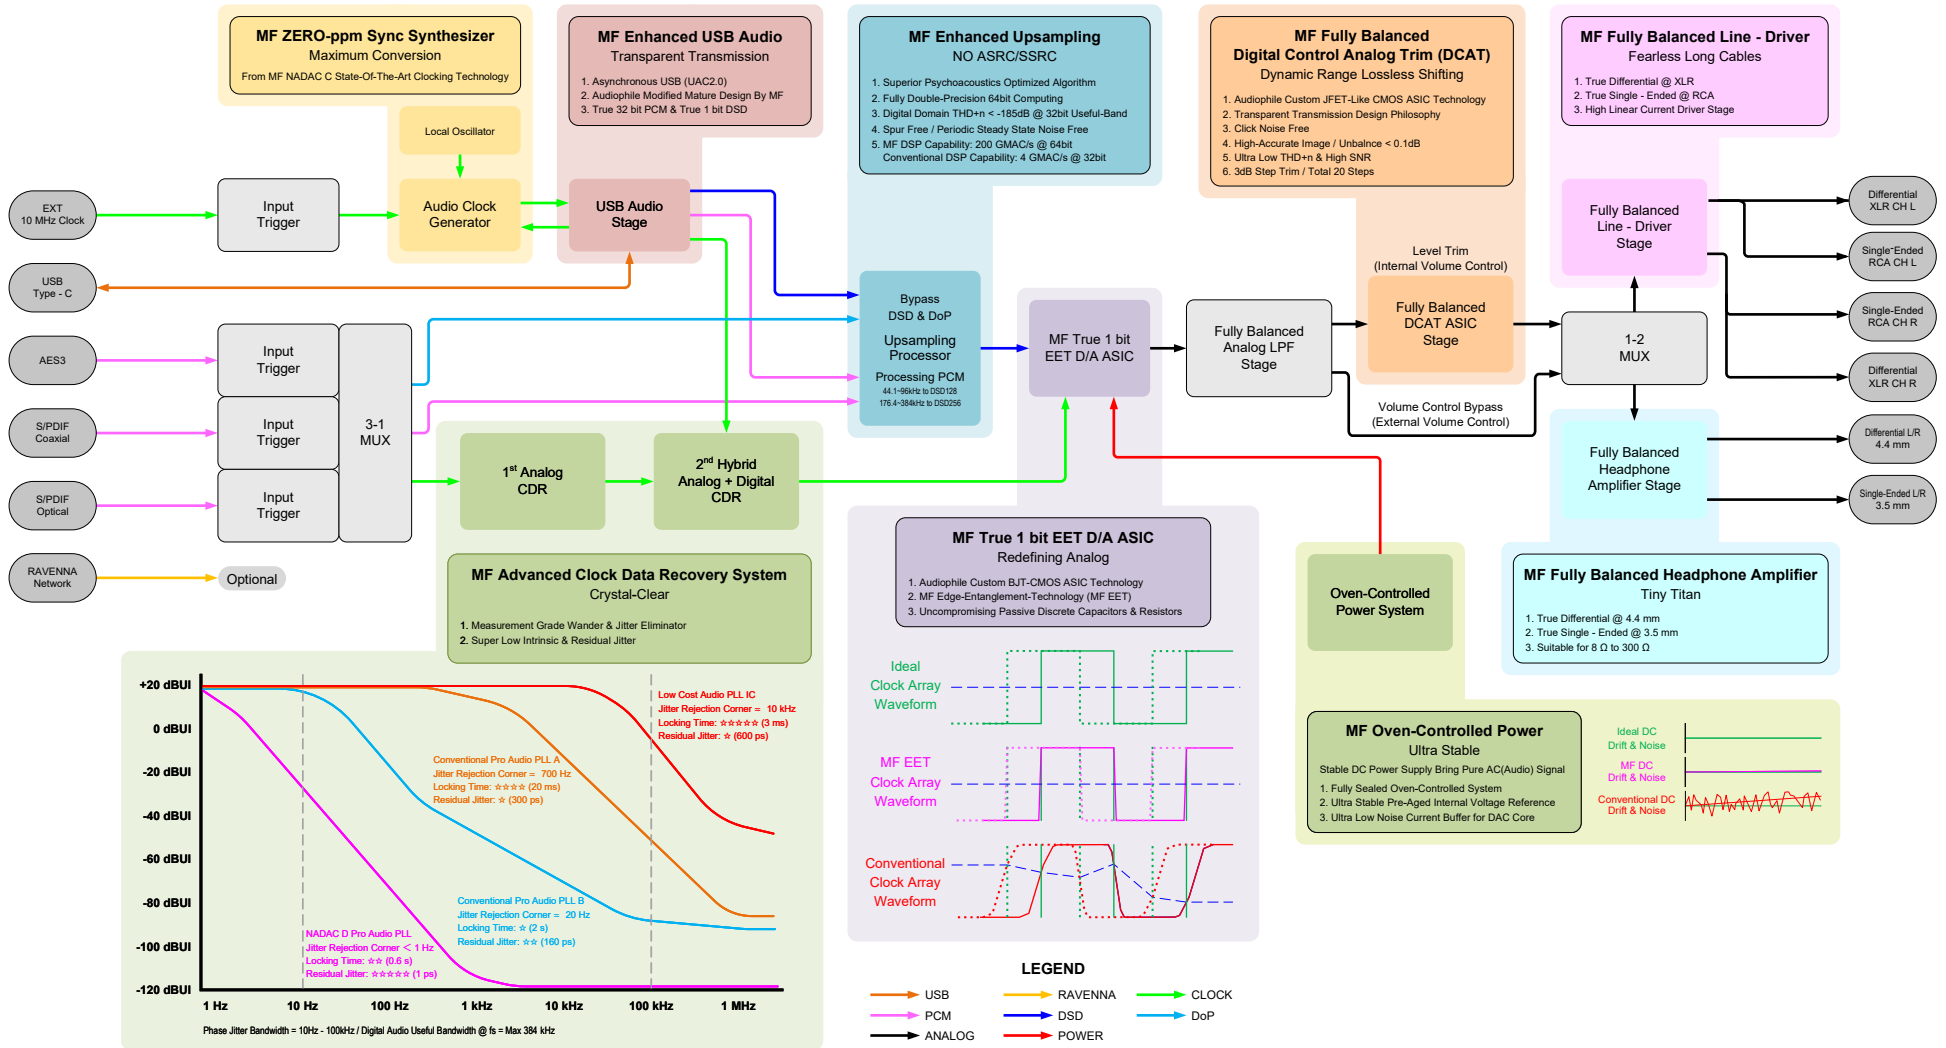 MF ZERO-ppm Sync Synthesizer
Maximum Conversion
From MF NADAC C State-Of-The-Art Clocking Technology
MF Enhanced USB Audio
Transparent Transmission
1. Asynchronous USB (UAC2.0)
2. Audiophile Modified Mature Design By MF
3. True 32 bit PCM & True 1 bit DSD
MF Enhanced Upsampling
NO ASRC/SSRC
1. Superior Psychoacoustics Optimized Algorithm
2. Fully Double-Precision 64bit Computing
3. Digital Domain THD+n < -185dB @ 32bit Useful-Band
4. Spur Free / Periodic Steady State Noise Free
5. MF DSP Capability: 200 GMAC/s @ 64bit
Conventional DSP Capability: 4 GMAC/s @ 32bit
MF Fully Balanced
Digital Control Analog Trim (DCAT)
Dynamic Range Lossless Shifting
1. Audiophile Custom JFET-Like CMOS ASIC Technology
2. Transparent Transmission Design Philosophy
3. Click Noise Free
4. High-Accurate Image / Unbalnce < 0.1dB
5. Ultra Low THD+n & High SNR
6. 3dB Step Trim / Total 20 Steps
MF Fully Balanced Line - Driver
Fearless Long Cables
1. True Differential @ XLR
2. True Single - Ended @ RCA
3. High Linear Current Driver Stage
Local Oscillator
EXT
10 MHz Clock
Input
Trigger
Audio Clock
Generator
USB Audio
Stage
USB
Type - C
AES3
Input
Trigger
S/PDIF
Coaxial
Input
Trigger
S/PDIF
Optical
Input
Trigger
3-1
MUX
RAVENNA
Network
Optional
Bypass
DSD & DoP
Upsampling
Processor
Processing PCM
44.1~96kHz to DSD128
176.4~384kHz to DSD256
MF True 1 bit
EET D/A ASIC
Fully Balanced
Analog LPF
Stage
Level Trim
(Internal Volume Control)
Fully Balanced
DCAT ASIC
Stage
Volume Control Bypass
(External Volume Control)
1-2
MUX
Fully Balanced
Line - Driver
Stage
Fully Balanced
Headphone
Amplifier Stage
Differential
XLR CH L
Single-Ended
RCA CH L
Single-Ended
RCA CH R
Differential
XLR CH R
Differential L/R
4.4 mm
Single-Ended L/R
3.5 mm
1st Analog
CDR
2nd Hybrid
Analog + Digital
CDR
MF Advanced Clock Data Recovery System
Crystal-Clear
1. Measurement Grade Wander & Jitter Eliminator
2. Super Low Intrinsic & Residual Jitter
MF True 1 bit EET D/A ASIC
Redefining Analog
1. Audiophile Custom BJT-CMOS ASIC Technology
2. MF Edge-Entanglement-Technology (MF EET)
3. Uncompromising Passive Discrete Capacitors & Resistors
Ideal
Clock Array
Waveform
MF EET
Clock Array
Waveform
Conventional
Clock Array
Waveform
Oven-Controlled
Power System
MF Fully Balanced Headphone Amplifier
Tiny Titan
1. True Differential @ 4.4 mm
2. True Single - Ended @ 3.5 mm
3. Suitable for 8 Ω to 300 Ω
MF Oven-Controlled Power
Ultra Stable
Stable DC Power Supply Bring Pure AC(Audio) Signal
1. Fully Sealed Oven-Controlled System
2. Ultra Stable Pre-Aged Internal Voltage Reference
3. Ultra Low Noise Current Buffer for DAC Core
Ideal DC
Drift & Noise
MF DC
Drift & Noise
Conventional DC
Drift & Noise
+20 dBUI
0 dBUI
-20 dBUI
-40 dBUI
-60 dBUI
-80 dBUI
-100 dBUI
-120 dBUI
Low Cost Audio PLL IC
Jitter Rejection Corner = 10 kHz
Locking Time: ☆☆☆☆☆ (3 ms)
Residual Jitter: ☆ (600 ps)
Conventional Pro Audio PLL A
Jitter Rejection Corner = 700 Hz
Locking Time: ☆☆☆☆ (20 ms)
Residual Jitter: ☆ (300 ps)
Conventional Pro Audio PLL B
Jitter Rejection Corner = 20 Hz
Locking Time: ☆ (2 s)
Residual Jitter: ☆☆ (160 ps)
NADAC D Pro Audio PLL
Jitter Rejection Corner < 1 Hz
Locking Time: ☆☆ (0.6 s)
Residual Jitter: ☆☆☆☆☆ (1 ps)
1 Hz
10 Hz
100 Hz
1 kHz
10 kHz
100 kHz
1 MHz
Phase Jitter Bandwidth = 10Hz - 100kHz / Digital Audio Useful Bandwidth @ fs = Max 384 kHz
LEGEND
USB
RAVENNA
CLOCK
PCM
DSD
DoP
ANALOG
POWER